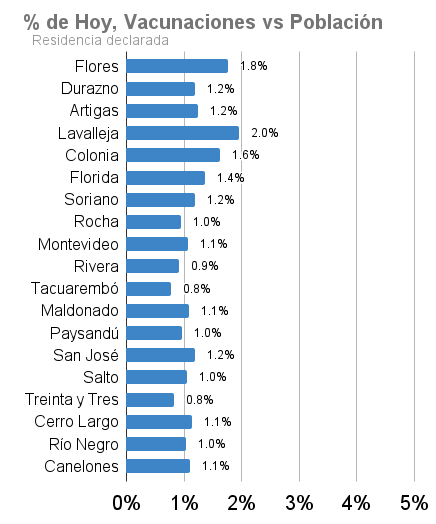 % de Hoy, Vacunaciones vs Población
Residencia declarada
Flores 1.8%
Durazno 1.2%
Artigas 1.2%
Lavalleja 2.0%
Colonia 1.6%
Florida 1.4%
Soriano 1.2%
Rocha 1.0%
Montevideo 1.1%
Rivera 0.9%
Tacuarembó 0.8%
Maldonado 1.1%
Paysandú 1.0%
San José 1.2%
Salto 1.0%
Treinta y Tres 0.8%
Cerro Largo 1.1%
Río Negro 1.0%
Canelones 1.1%
0% 1% 2% 3% 4% 5%